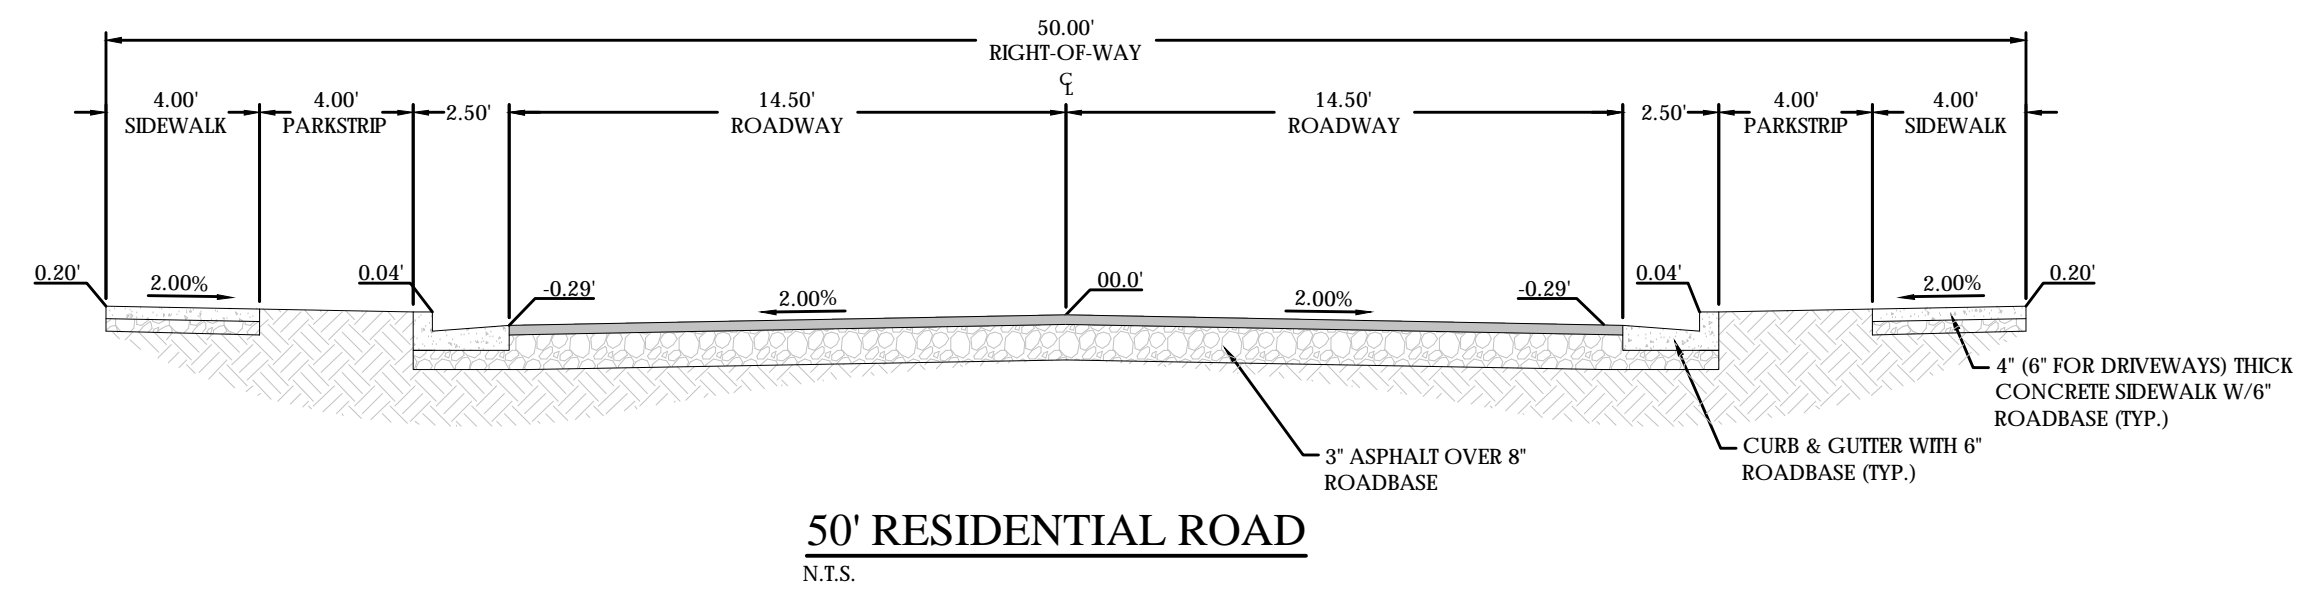 50.00'
RIGHT-OF-WAY
CL
4.00'
SIDEWALK
4.00'
PARKSTRIP
2.50'
14.50'
ROADWAY
14.50'
ROADWAY
2.50'
4.00'
PARKSTRIP
4.00'
SIDEWALK
0.20'
2.00%
0.04'
-0.29'
2.00%
00.0'
2.00%
-0.29'
0.04'
2.00%
0.20'
4" (6" FOR DRIVEWAYS) THICK
CONCRETE SIDEWALK W/6"
ROADBASE (TYP.)
CURB & GUTTER WITH 6"
ROADBASE (TYP.)
3" ASPHALT OVER 8"
ROADBASE
50' RESIDENTIAL ROAD
N.T.S.